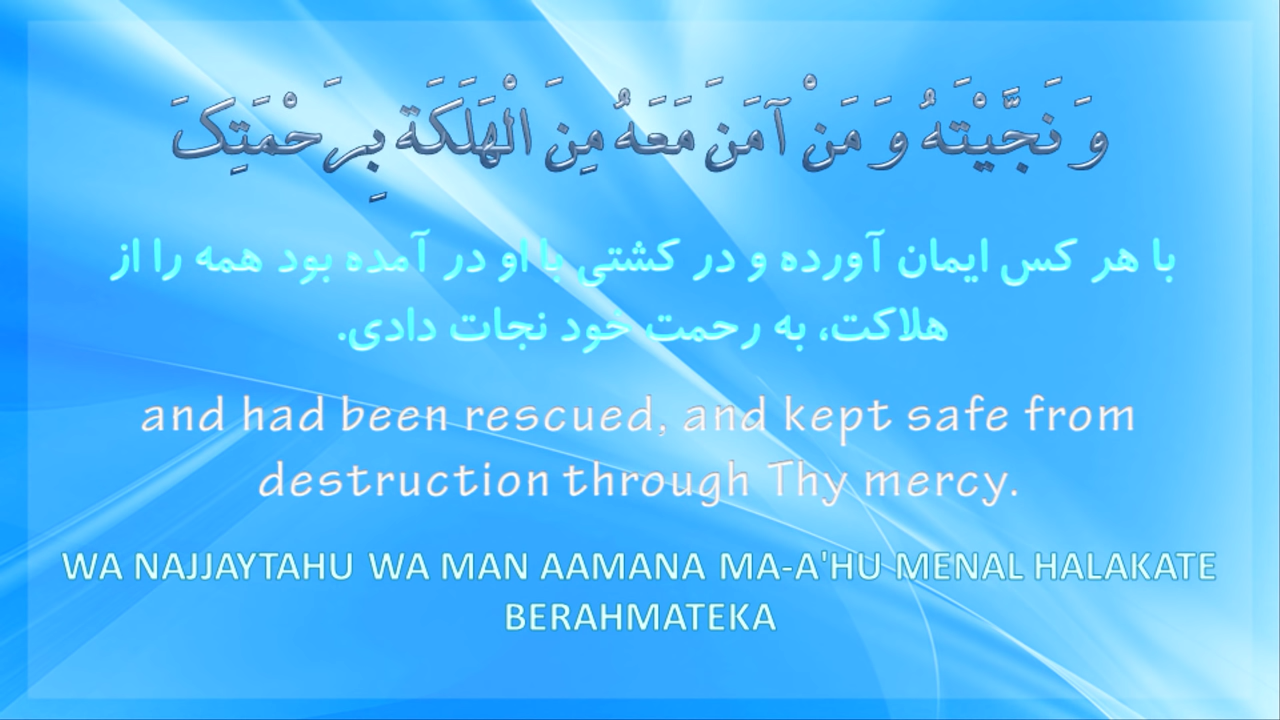 وَ نَجَّيْتَهُ وَ مَنْ آمَنَ مَعَهُ مِنَ الْهَلَكَة بِرَحْمَتِکَ
با هر کس ایمان آورده و در کشتی با او در آمده بود همه را از
هلاکت، به رحمت خود نجات دادی.
and had been rescued, and kept safe from
destruction through Thy mercy.
WA NAJJAYTAHU WA MAN AAMANA MA-A'HU MENAL HALAKATE
BERAHMATEKA